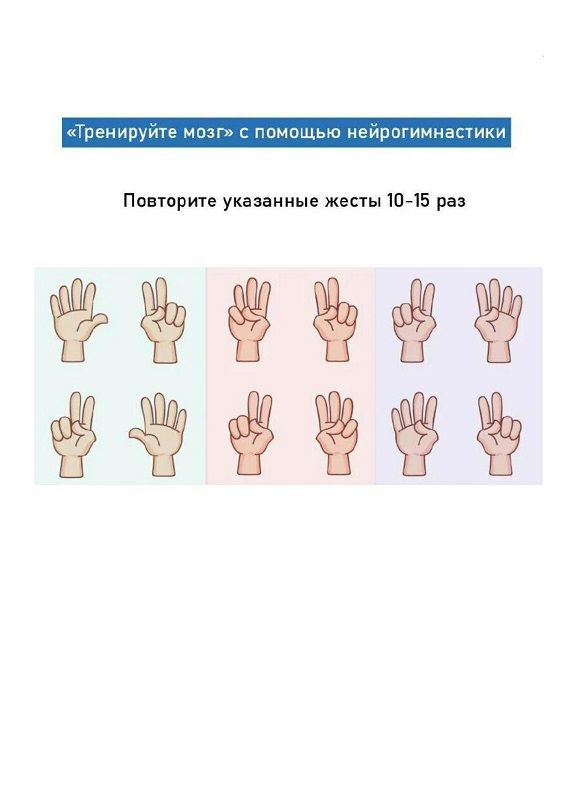 «Тренируйте мозг» с помощью нейрогимнастики
Повторите указанные жесты 10-15 раз